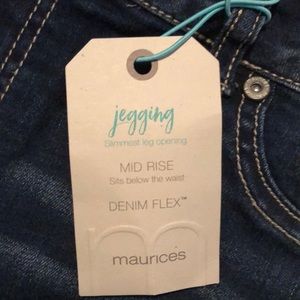 jegging
Slimmest leg opening
MID RISE
Sits below the waist
DENIM FLEX™
m
maurices